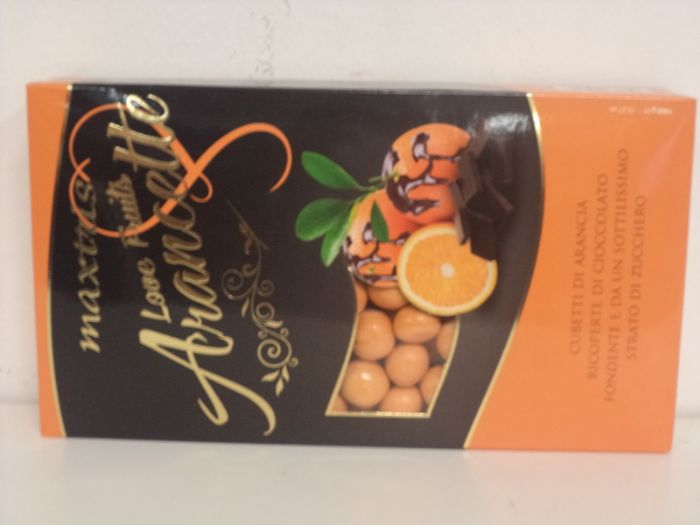 maxtris
Love Fruits
Arancette
CUBETTI DI ARANCIA
RICOPERTE DI CIOCCOLATO
FONDENTE E DA UN SOTTILISSIMO
STRATO DI ZUCCHERO